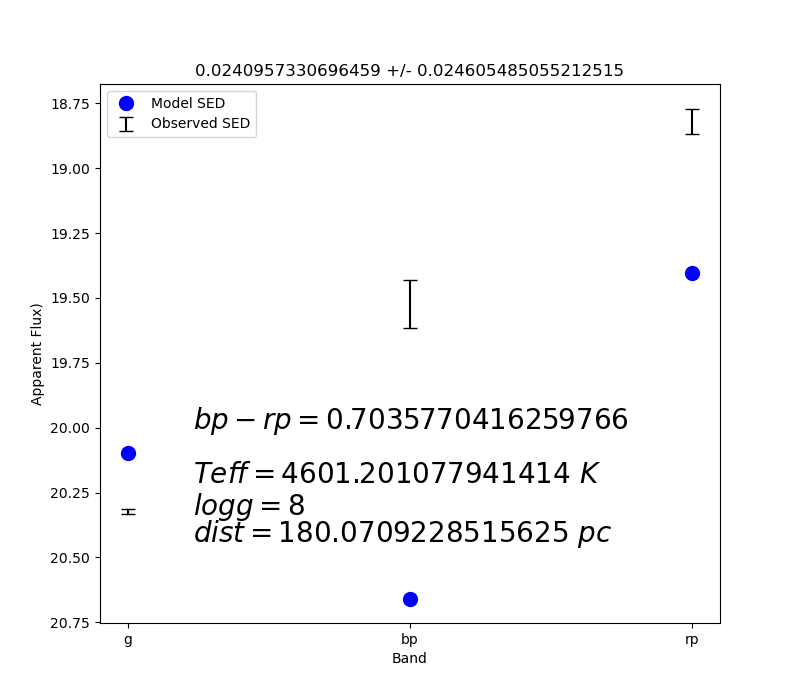 0.0240957330696459 +/- 0.024605485055212515
Model SED
Observed SED
18.75
19.00
19.25
19.50
19.75
20.00
20.25
20.50
20.75
Apparent Flux)
bp − rp = 0.7035770416259766
Teff = 4601.201077941414 K
logg = 8
dist = 180.0709228515625 pc
g bp rp
Band